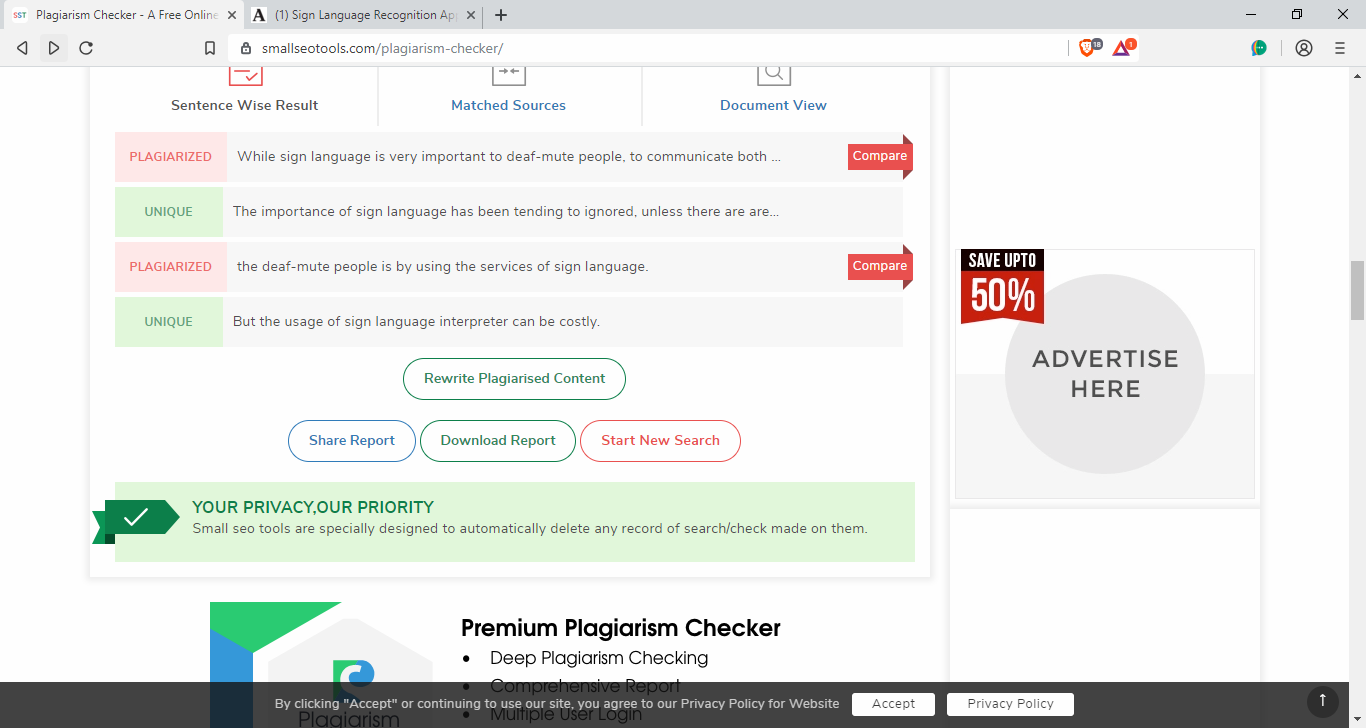 SST Plagiarism Checker - A Free Online
A (1) Sign Language Recognition App
smallseotools.com/plagiarism-checker/
18
1
Sentence Wise Result
Matched Sources
Document View
PLAGIARIZED While sign language is very important to deaf-mute people, to communicate both ... Compare
UNIQUE The importance of sign language has been tending to ignored, unless there are are...
PLAGIARIZED the deaf-mute people is by using the services of sign language. Compare
UNIQUE But the usage of sign language interpreter can be costly.
Rewrite Plagiarised Content
Share Report Download Report Start New Search
YOUR PRIVACY,OUR PRIORITY
Small seo tools are specially designed to automatically delete any record of search/check made on them.
SAVE UPTO
50%
ADVERTISE
HERE
Premium Plagiarism Checker
• Deep Plagiarism Checking
• Comprehensive Report
• Multiple User Login
Plagiarism
By clicking "Accept" or continuing to use our site, you agree to our Privacy Policy for Website Accept Privacy Policy